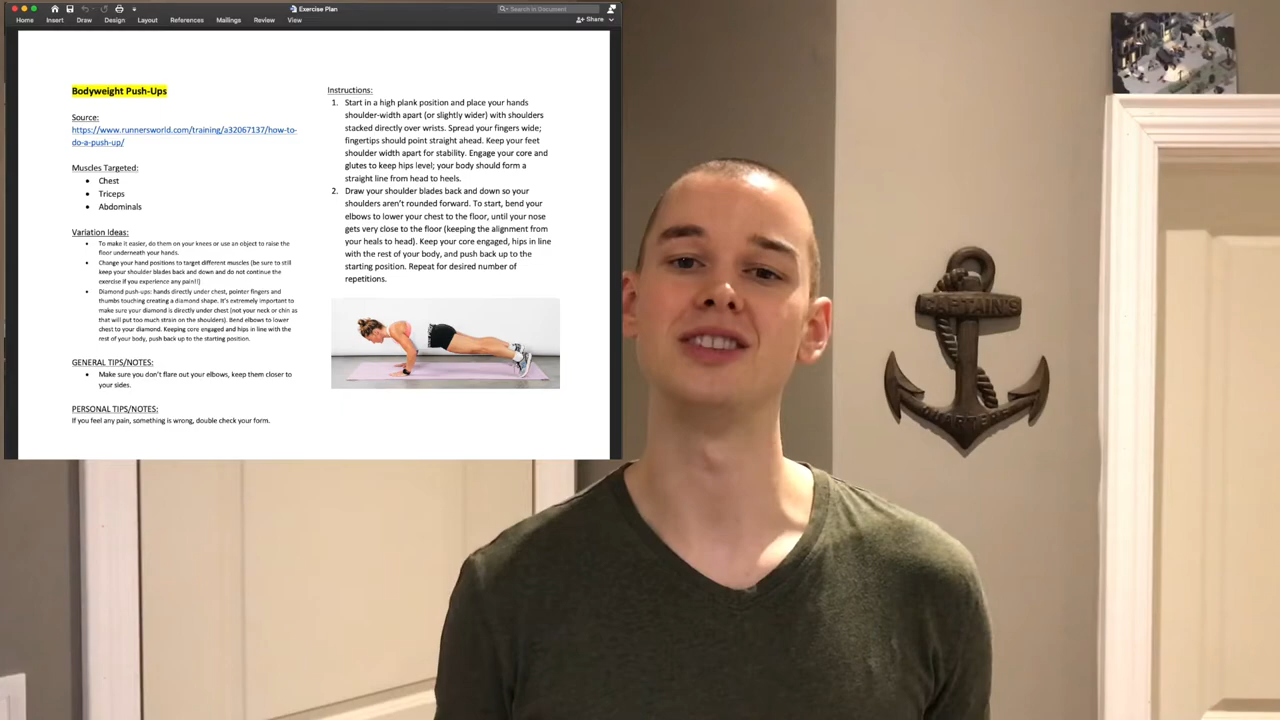 Exercise Plan
Search in Document
Home Insert Draw Design Layout References Mailings Review View
Share
Bodyweight Push-Ups
Source:
https://www.runnersworld.com/training/a32067137/how-to-
do-a-push-up/
Muscles Targeted:
• Chest
• Triceps
• Abdominals
Variation Ideas:
• To make it easier, do them on your knees or use an object to raise the
floor underneath your hands.
• Change your hand positions to target different muscles (be sure to still
keep your shoulder blades back and down and do not continue the
exercise if you experience any pain!!)
• Diamond push-ups: hands directly under chest, pointer fingers and
thumbs touching creating a diamond shape. It's extremely important to
make sure your diamond is directly under chest (not your neck or chin as
that will put too much strain on the shoulders). Bend elbows to lower
chest to your diamond. Keeping core engaged and hips in line with the
rest of your body, push back up to the starting position.
GENERAL TIPS/NOTES:
• Make sure you don't flare out your elbows, keep them closer to
your sides.
PERSONAL TIPS/NOTES:
If you feel any pain, something is wrong, double check your form.
Instructions:
1. Start in a high plank position and place your hands
shoulder-width apart (or slightly wider) with shoulders
stacked directly over wrists. Spread your fingers wide;
fingertips should point straight ahead. Keep your feet
shoulder width apart for stability. Engage your core and
glutes to keep hips level; your body should form a
straight line from head to heels.
2. Draw your shoulder blades back and down so your
shoulders aren't rounded forward. To start, bend your
elbows to lower your chest to the floor, until your nose
gets very close to the floor (keeping the alignment from
your heals to head). Keep your core engaged, hips in line
with the rest of your body, and push back up to the
starting position. Repeat for desired number of
repetitions.
CAPTAIN'S
QUARTERS